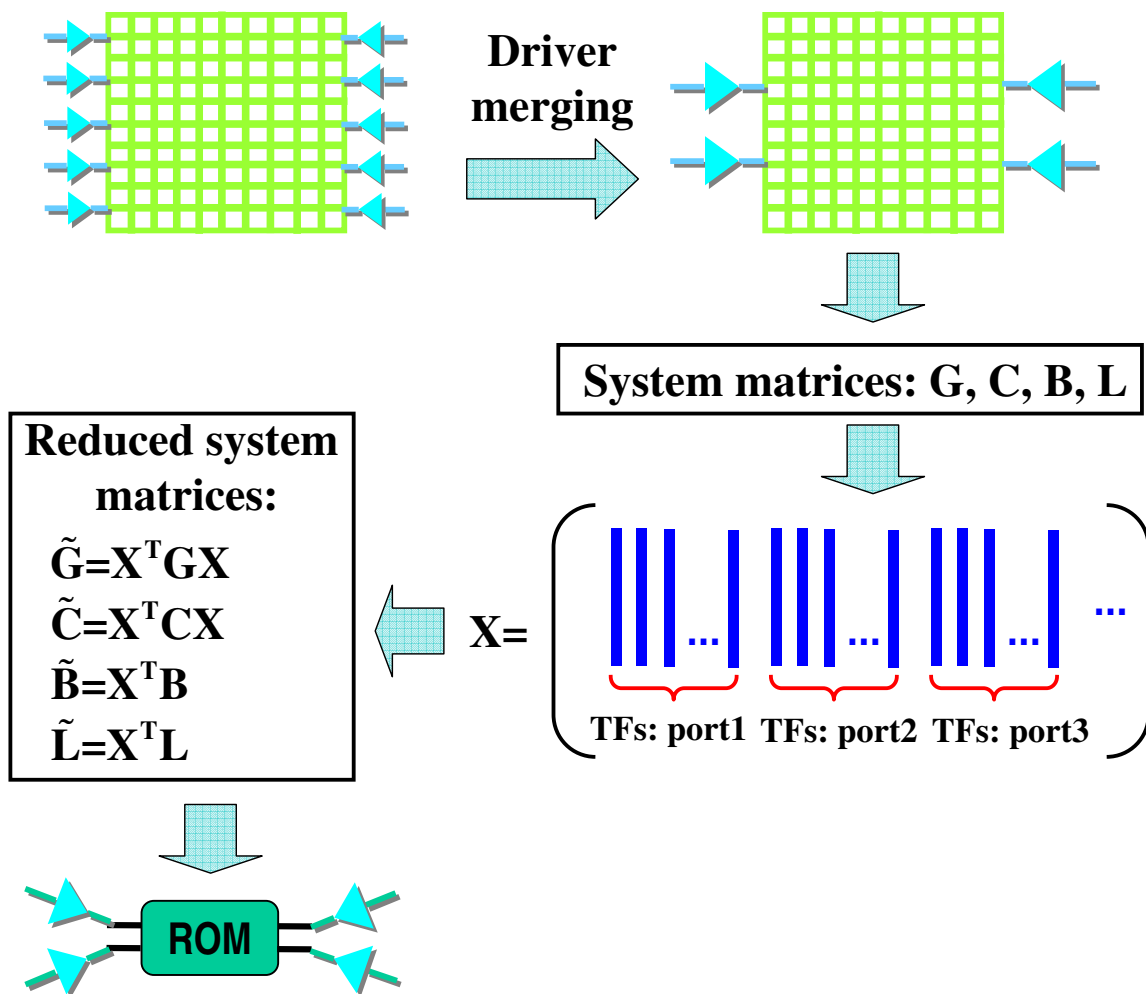 Driver
merging
System matrices: G, C, B, L
Reduced system
matrices:
G̃=XᵀGX
C̃=XᵀCX
B̃=XᵀB
L̃=XᵀL
X=
... ... ... ...
TFs: port1 TFs: port2 TFs: port3
ROM